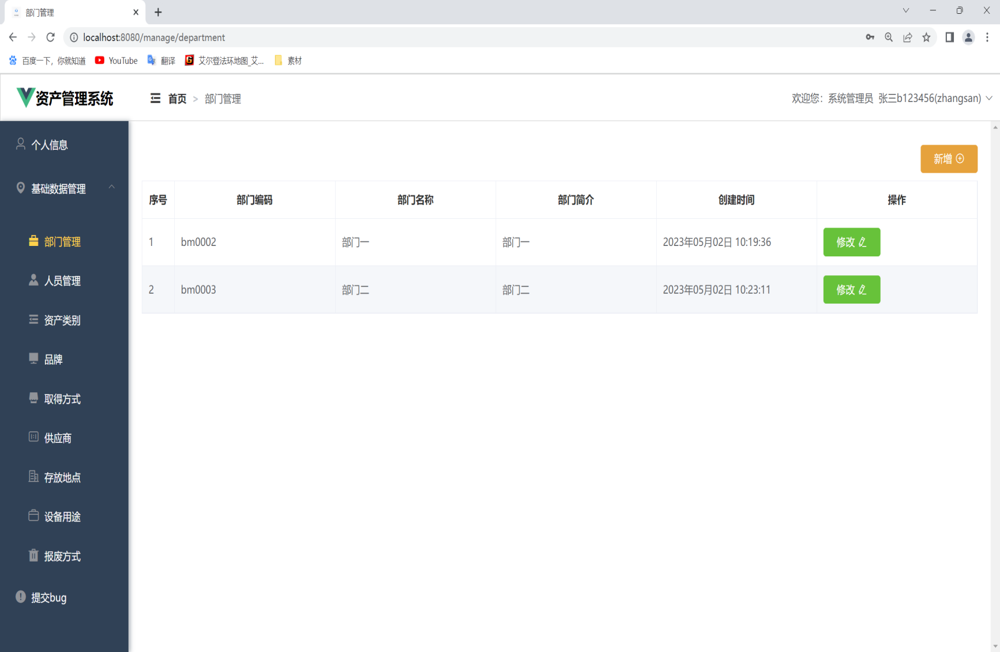 部门管理
localhost:8080/manage/department
百度一下，你就知道 YouTube 翻译 艾尔登法环地图_艾... 素材
资产管理系统 首页 > 部门管理 欢迎您：系统管理员 张三b123456(zhangsan)
个人信息
基础数据管理
部门管理
人员管理
资产类别
品牌
取得方式
供应商
存放地点
设备用途
报废方式
提交bug
新增
序号 部门编码 部门名称 部门简介 创建时间 操作
1 bm0002 部门一 部门一 2023年05月02日 10:19:36 修改
2 bm0003 部门二 部门二 2023年05月02日 10:23:11 修改